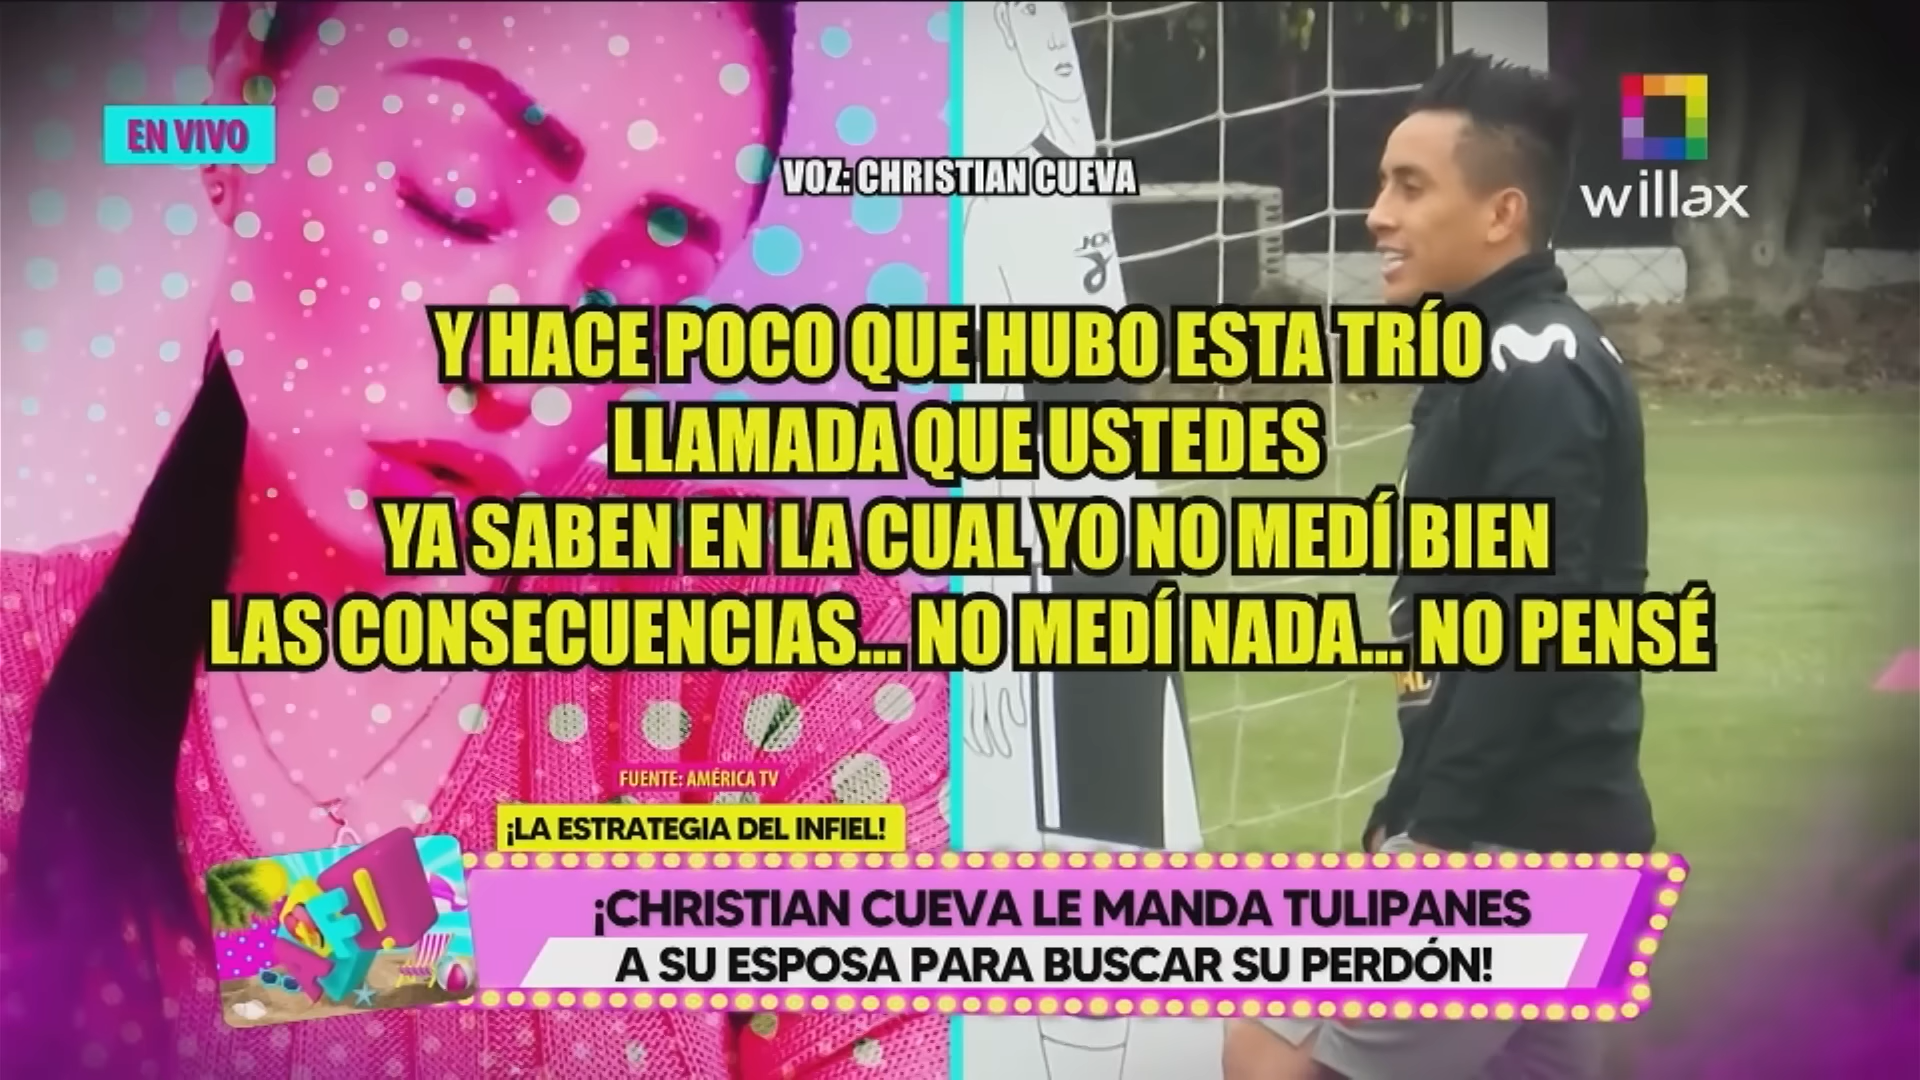 EN VIVO
VOZ: CHRISTIAN CUEVA
willax
Y HACE POCO QUE HUBO ESTA TRÍO
LLAMADA QUE USTEDES
YA SABEN EN LA CUAL YO NO MEDÍ BIEN
LAS CONSECUENCIAS... NO MEDÍ NADA... NO PENSÉ
FUENTE: AMÉRICA TV
¡LA ESTRATEGIA DEL INFIEL!
¡CHRISTIAN CUEVA LE MANDA TULIPANES
A SU ESPOSA PARA BUSCAR SU PERDÓN!